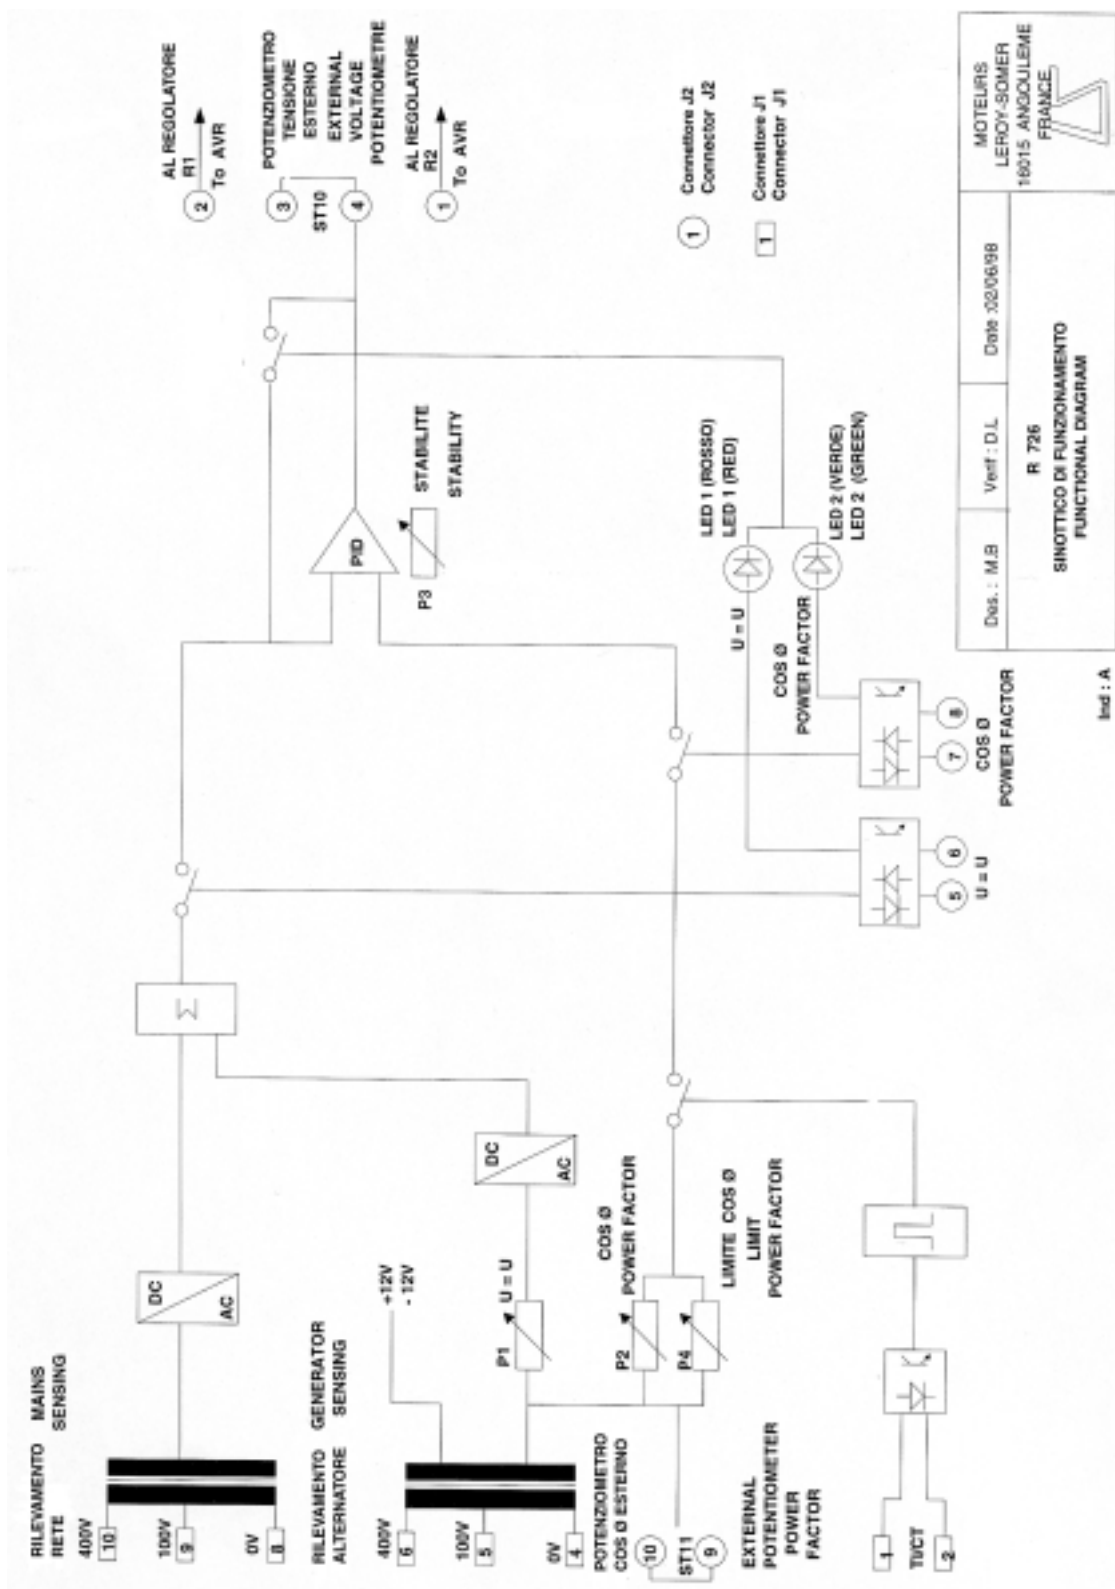 RILEVAMENTO MAINS
RETE SENSING
400V
10
100V
9
0V
8
DC
AC
Σ
RILEVAMENTO GENERATOR
ALTERNATORE SENSING
400V
6
100V
5
0V
4
+12V
- 12V
P1
U = U
DC
AC
POTENZIOMETRO
COS Ø ESTERNO
10
ST11
9
EXTERNAL
POTENTIOMETER
POWER
FACTOR
P2
COS Ø
POWER FACTOR
P4
LIMITE COS Ø
LIMIT
POWER FACTOR
1
TI/CT
2
PID
P3
STABILITE
STABILITY
AL REGOLATORE
R1
To AVR
2
POTENZIOMETRO
TENSIONE
ESTERNO
EXTERNAL
VOLTAGE
POTENTIOMETRE
3
ST10
4
AL REGOLATORE
R2
To AVR
1
U = U
LED 1 (ROSSO)
LED 1 (RED)
COS Ø
POWER FACTOR
LED 2 (VERDE)
LED 2 (GREEN)
5
6
U = U
7
8
COS Ø
POWER FACTOR
1
Connettore J2
Connector J2
1
Connettore J1
Connector J1
Des. : M.B
Verif : D.L
Date :02/06/98
MOTEURS
LEROY-SOMER
16015 ANGOULEME
FRANCE
R 726
SINOTTICO DI FUNZIONAMENTO
FUNCTIONAL DIAGRAM
Ind : A